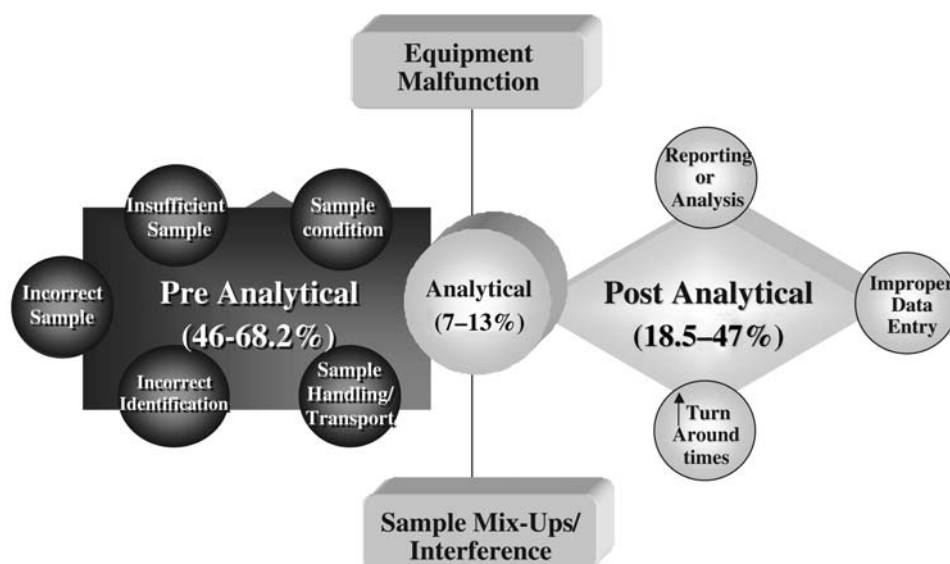 Equipment
Malfunction
Insufficient
Sample
Sample
condition
Incorrect
Sample
Pre Analytical
(46-68.2%)
Incorrect
Identification
Sample
Handling/
Transport
Analytical
(7–13%)
Reporting
or
Analysis
Post Analytical
(18.5–47%)
Improper
Data
Entry
↑ Turn
Around
times
Sample Mix-Ups/
Interference